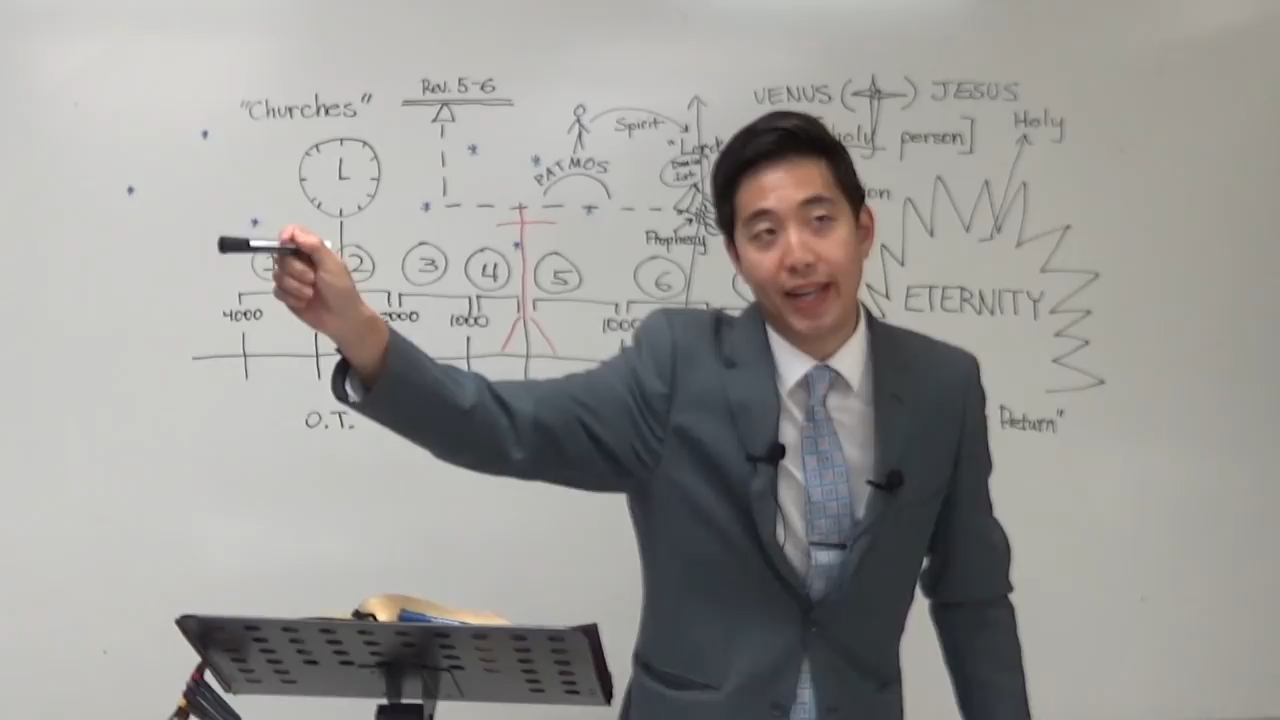 "Churches"
Rev. 5-6
VENUS ( ) JESUS
Holy
Spirit
holy person]
PATMOS
Prophecy
1 2 3 4 5 6
ETERNITY
4000
1000
O.T.
Return"